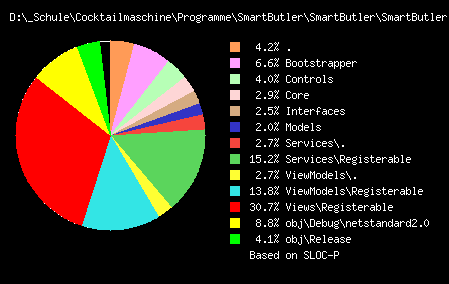 D:\_Schule\Cocktailmaschine\Programme\SmartButler\SmartButler\SmartButler
4.2% .
6.6% Bootstrapper
4.0% Controls
2.9% Core
2.5% Interfaces
2.0% Models
2.7% Services\.
15.2% Services\Registerable
2.7% ViewModels\.
13.8% ViewModels\Registerable
30.7% Views\Registerable
8.8% obj\Debug\netstandard2.0
4.1% obj\Release
Based on SLOC-P